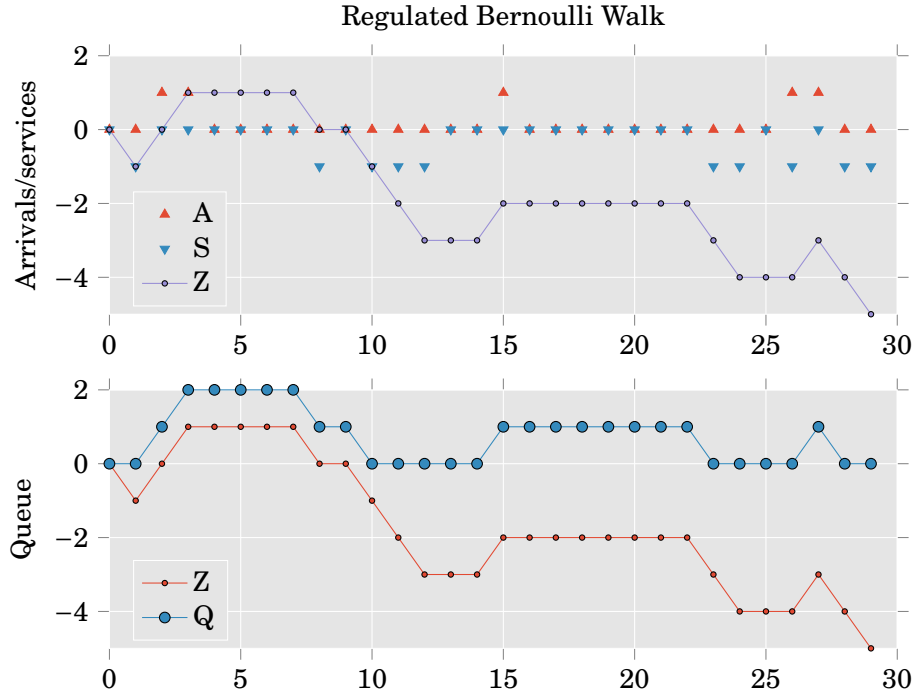 Regulated Bernoulli Walk
Arrivals/services
2
0
−2
−4
A
S
Z
0 5 10 15 20 25 30
Queue
2
0
−2
−4
Z
Q
0 5 10 15 20 25 30